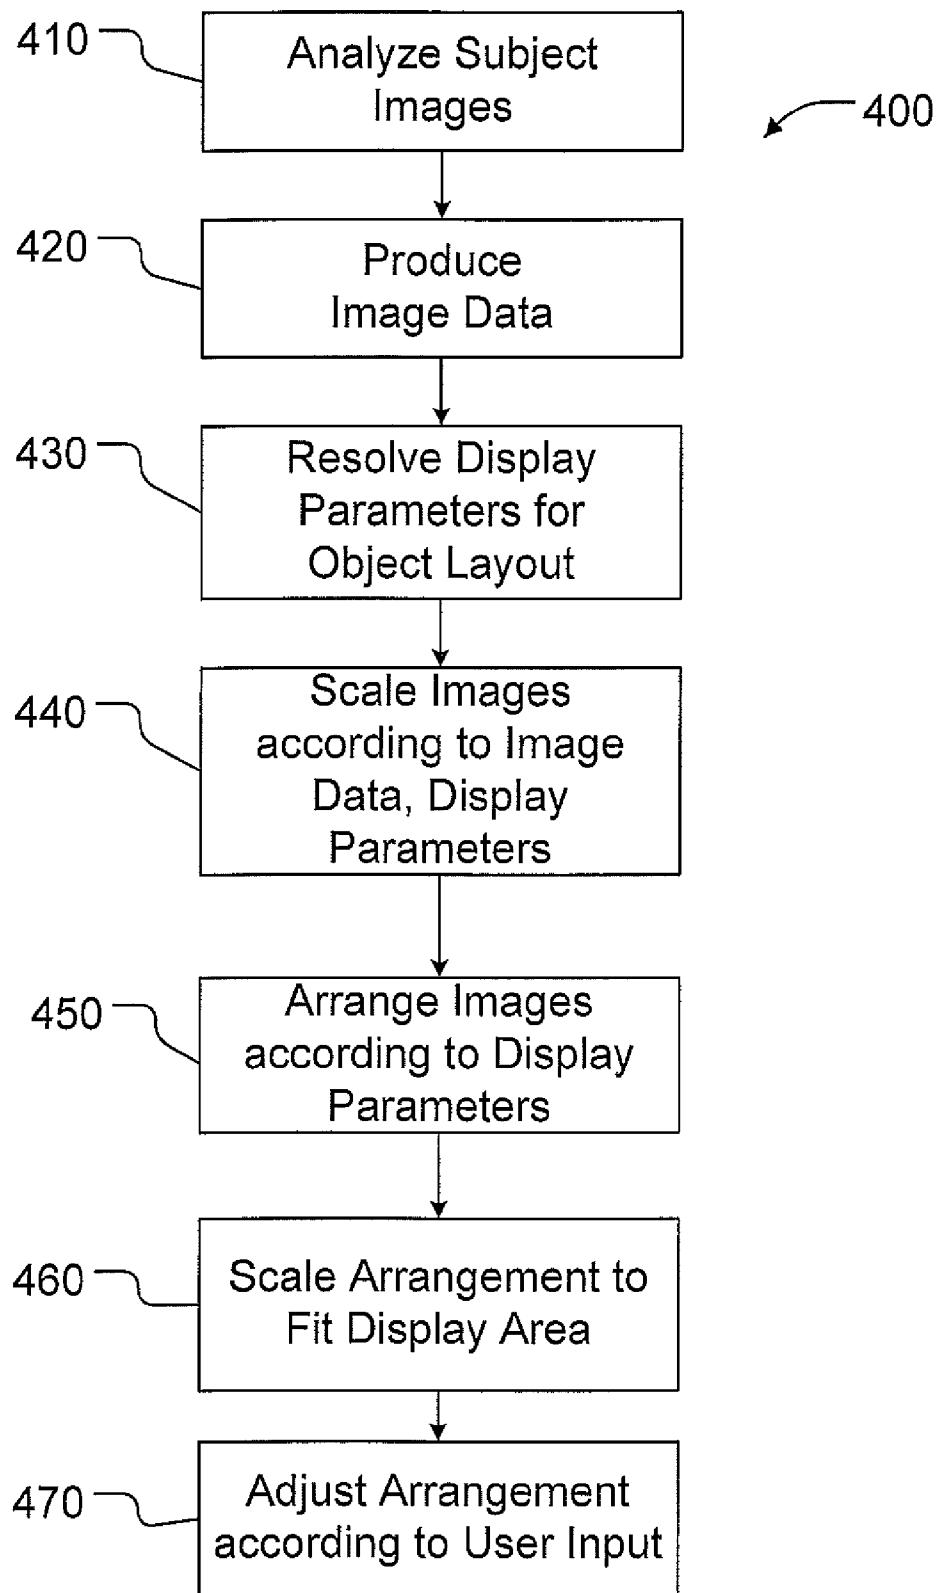 410
Analyze Subject
Images
400
420
Produce
Image Data
430
Resolve Display
Parameters for
Object Layout
440
Scale Images
according to Image
Data, Display
Parameters
450
Arrange Images
according to Display
Parameters
460
Scale Arrangement to
Fit Display Area
470
Adjust Arrangement
according to User Input